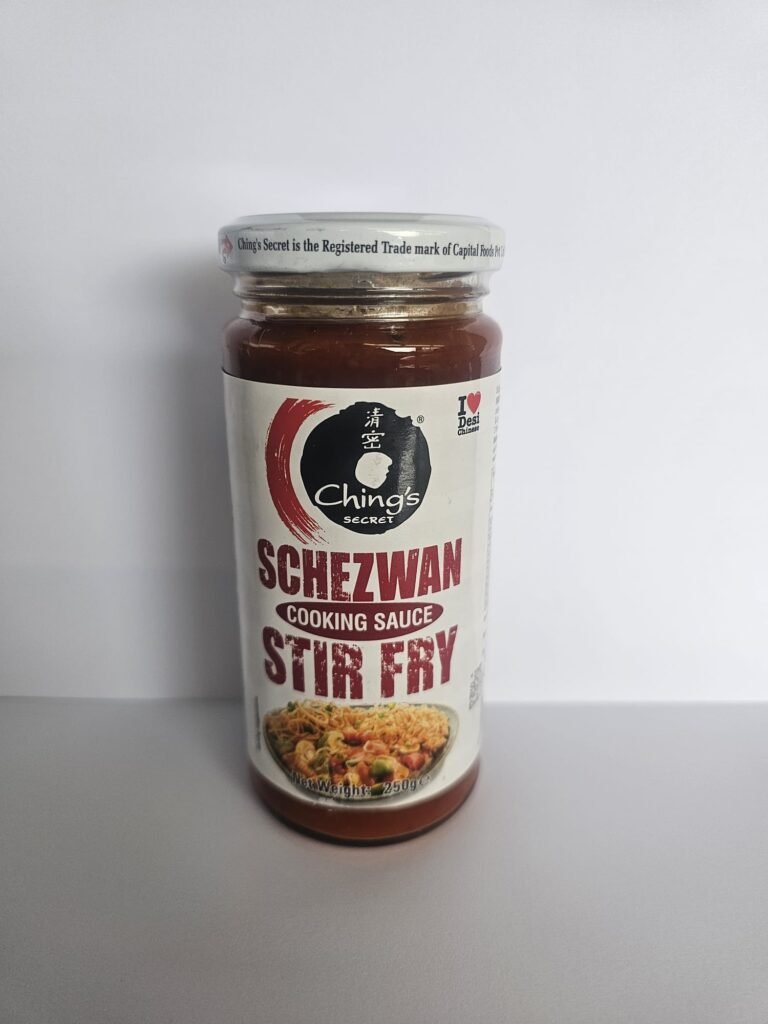 Ching's Secret is the Registered Trade mark of Capital Foods Pvt
清
密
®
Ching's
SECRET
I ♥
Desi
Chinese
SCHEZWAN
COOKING SAUCE
STIR FRY
Net Weight: 250g e